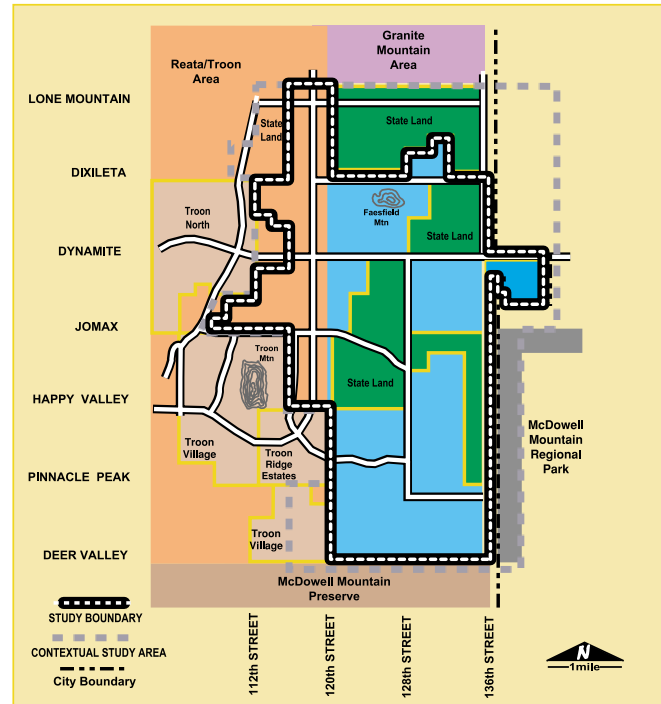 Granite
Mountain
Area
Reata/Troon
Area
LONE MOUNTAIN
State
Land
State Land
DIXILETA
Troon
North
Faesfield
Mtn
State
Land
DYNAMITE
JOMAX
Troon
Mtn
State Land
HAPPY VALLEY
McDowell
Mountain
Regional
Park
Troon
Village
Troon
Ridge
Estates
PINNACLE PEAK
Troon
Village
DEER VALLEY
McDowell Mountain
Preserve
STUDY BOUNDARY
CONTEXTUAL STUDY AREA
City Boundary
112th STREET
120th STREET
128th STREET
136th STREET
N
1mile